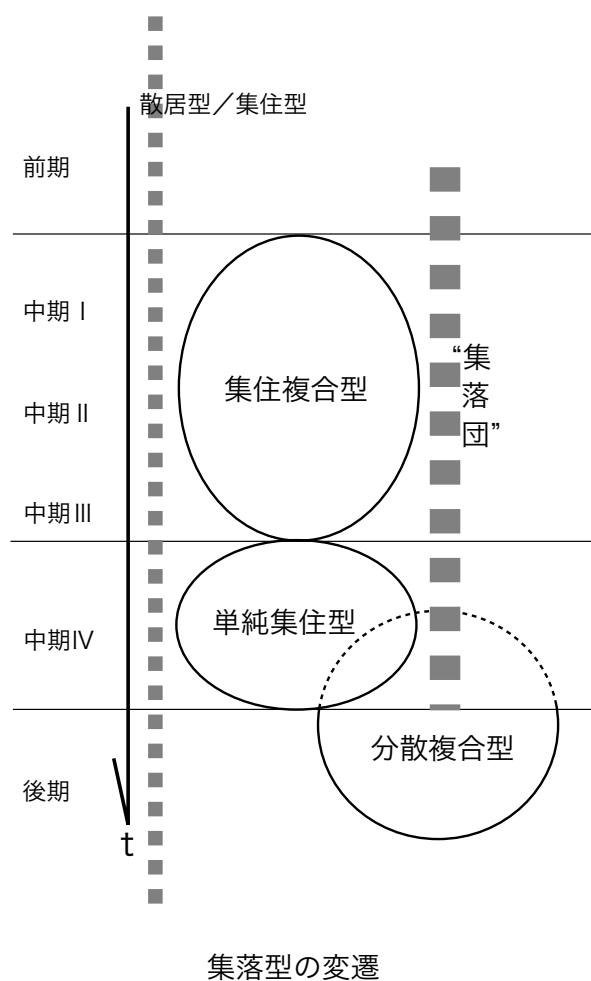 散居型／集住型
前期
中期Ⅰ
“集落団”
集住複合型
中期Ⅱ
中期Ⅲ
単純集住型
中期Ⅳ
分散複合型
後期
t
集落型の変遷